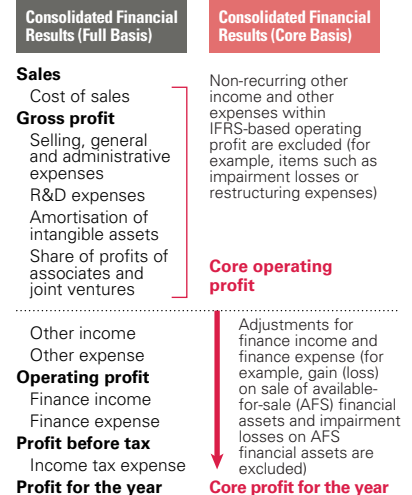 Consolidated Financial
Results (Full Basis)
Consolidated Financial
Results (Core Basis)
Sales
Cost of sales
Gross profit
Selling, general
and administrative
expenses
R&D expenses
Amortisation of
intangible assets
Share of profits of
associates and
joint ventures
Non-recurring other
income and other
expenses within
IFRS-based operating
profit are excluded (for
example, items such as
impairment losses or
restructuring expenses)
Core operating
profit
Other income
Other expense
Operating profit
Finance income
Finance expense
Profit before tax
Income tax expense
Profit for the year
Adjustments for
finance income and
finance expense (for
example, gain (loss)
on sale of available-
for-sale (AFS) financial
assets and impairment
losses on AFS
financial assets are
excluded)
Core profit for the year